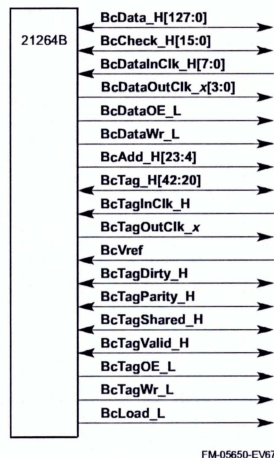 21264B
BcData_H[127:0]
BcCheck_H[15:0]
BcDataInClk_H[7:0]
BcDataOutClk_x[3:0]
BcDataOE_L
BcDataWr_L
BcAdd_H[23:4]
BcTag_H[42:20]
BcTagInClk_H
BcTagOutClk_x
BcVref
BcTagDirty_H
BcTagParity_H
BcTagShared_H
BcTagValid_H
BcTagOE_L
BcTagWr_L
BcLoad_L
FM-05650-EV67